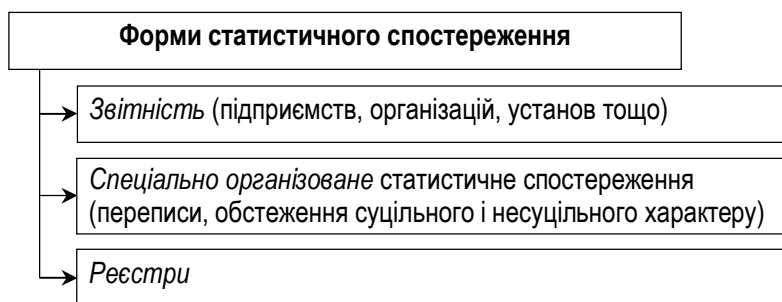 Форми статистичного спостереження
Звітність (підприємств, організацій, установ тощо)
Спеціально організоване статистичне спостереження
(переписи, обстеження суцільного і несуцільного характеру)
Реєстри